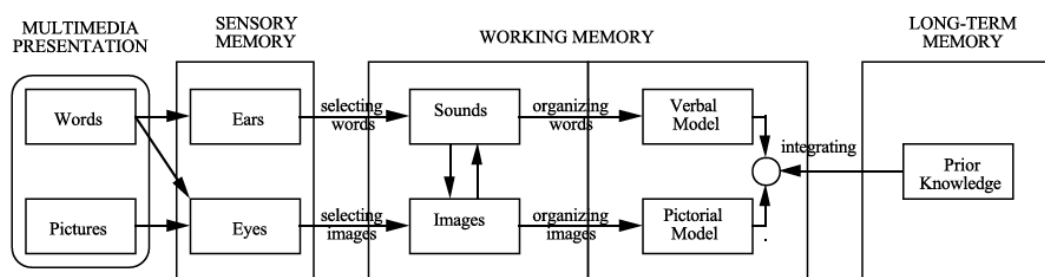 MULTIMEDIA
PRESENTATION
SENSORY
MEMORY
WORKING MEMORY
LONG-TERM
MEMORY
Words
Ears
selecting
words
Sounds
organizing
words
Verbal
Model
integrating
Prior
Knowledge
Pictures
Eyes
selecting
images
Images
organizing
images
Pictorial
Model